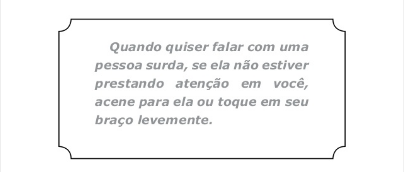 Quando quiser falar com uma
pessoa surda, se ela não estiver
prestando atenção em você,
acene para ela ou toque em seu
braço levemente.